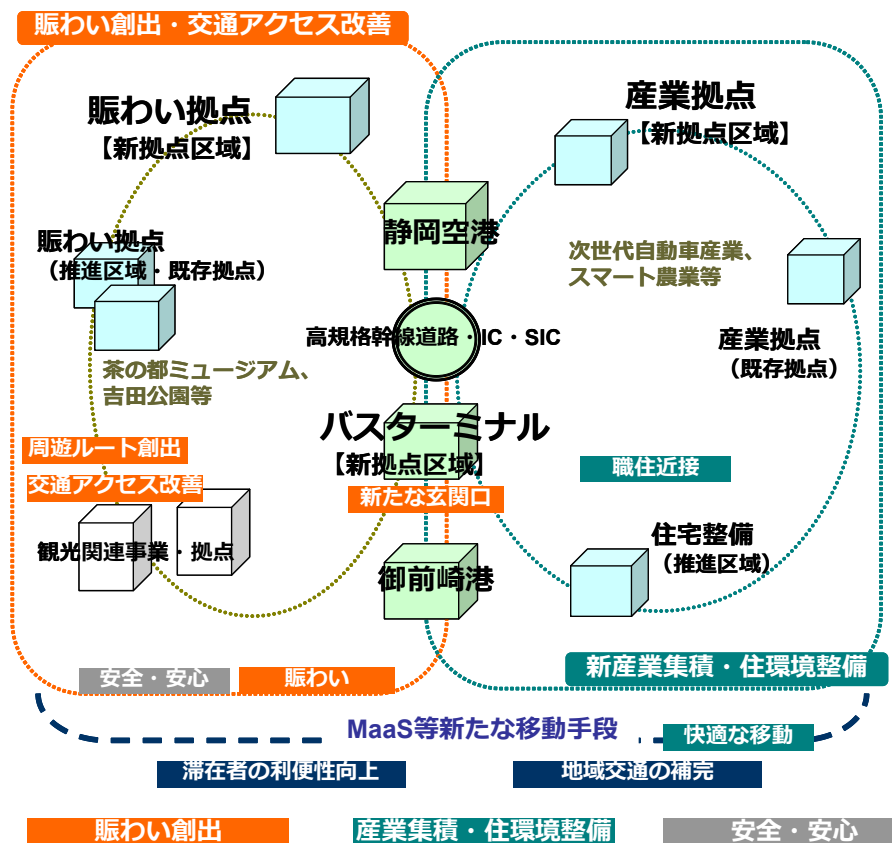 賑わい創出・交通アクセス改善
賑わい拠点
【新拠点区域】
産業拠点
【新拠点区域】
静岡空港
賑わい拠点
（推進区域・既存拠点）
次世代自動車産業、
スマート農業等
高規格幹線道路・IC・SIC
産業拠点
（既存拠点）
茶の都ミュージアム、
吉田公園等
バスターミナル
【新拠点区域】
周遊ルート創出
職住近接
交通アクセス改善
新たな玄関口
観光関連事業・拠点
住宅整備
（推進区域）
御前崎港
安全・安心
賑わい
新産業集積・住環境整備
MaaS等新たな移動手段
快適な移動
滞在者の利便性向上
地域交通の補完
賑わい創出
産業集積・住環境整備
安全・安心